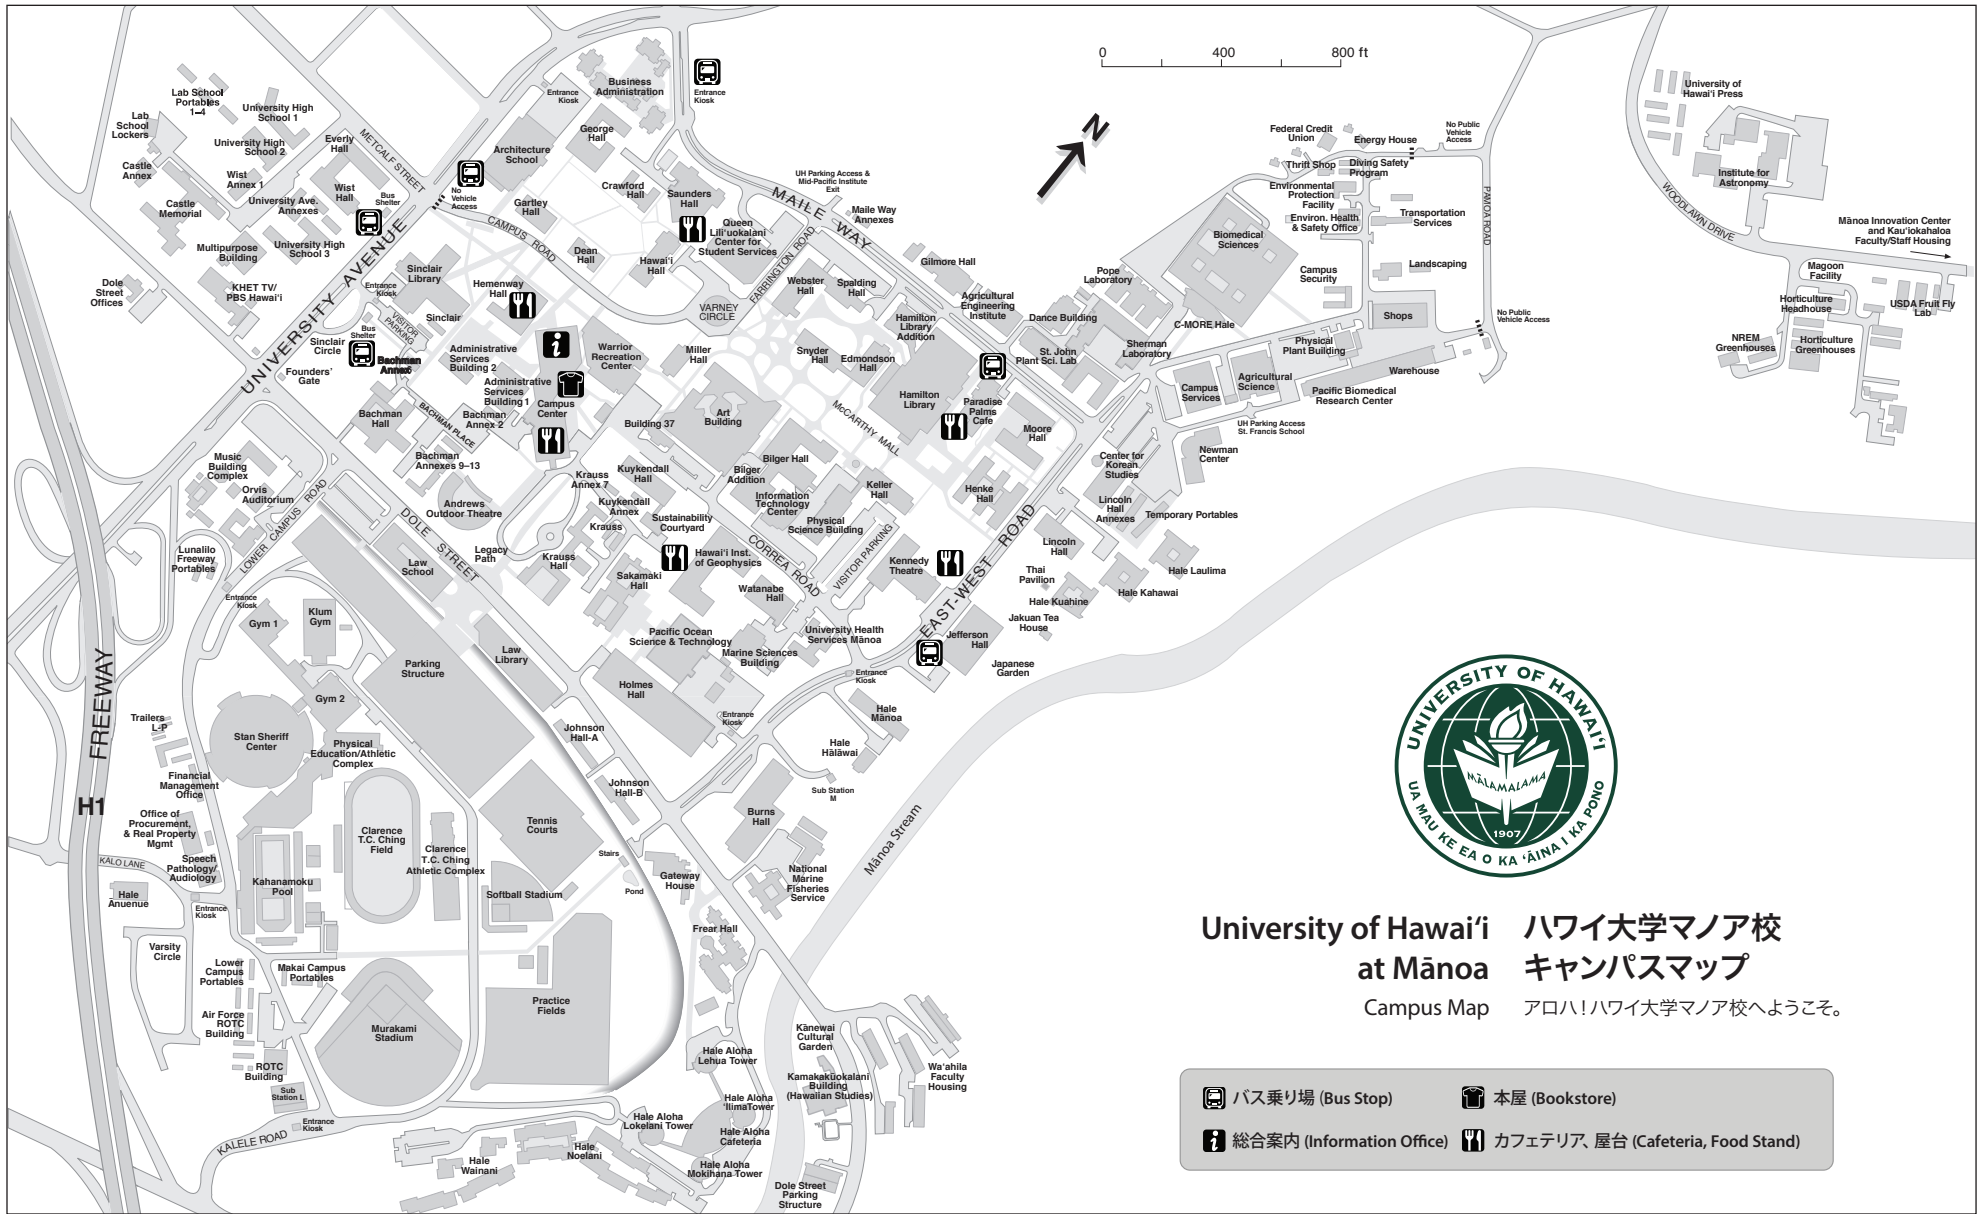 Lab School
Portables
1–4
Lab
School
Lockers
University High
School 1
University High
School 2
Everly
Hall
METCALF STREET
Castle
Annex
Wist
Annex 1
Wist
Hall
Bus
Shelter
Castle
Memorial
University Ave.
Annexes
Multipurpose
Building
University High
School 3
KHET TV/
PBS Hawai‘i
Dole
Street
Offices
UNIVERSITY AVENUE
Entrance
Kiosk
Business
Administration
Entrance
Kiosk
George
Hall
Architecture
School
No
Vehicle
Access
Crawford
Hall
Saunders
Hall
Gartley
Hall
CAMPUS ROAD
Dean
Hall
Hawai‘i
Hall
Queen
Lili‘uokalani
Center for
Student Services
FARRINGTON ROAD
UH Parking Access &
Mid-Pacific Institute
Exit
MAILE WAY
Maile Way
Annexes
0 400 800 ft
N
Sinclair
Library
Entrance
Kiosk
VISITOR
PARKING
Sinclair
Hemenway
Hall
Bus
Shelter
Sinclair
Circle
Bachman
Annex 6
Founders’
Gate
Administrative
Services
Building 2
Administrative
Services
Building 1
Campus
Center
Warrior
Recreation
Center
Miller
Hall
VARNEY
CIRCLE
Webster
Hall
Spalding
Hall
Gilmore Hall
Agricultural
Engineering
Institute
Hamilton
Library
Addition
Snyder
Hall
Edmondson
Hall
Hamilton
Library
Paradise
Palms
Cafe
Moore
Hall
Dance Building
St. John
Plant Sci. Lab
Pope
Laboratory
Sherman
Laboratory
Biomedical
Sciences
C-MORE Hale
Federal Credit
Union
Energy House
No Public
Vehicle
Access
Thrift Shop
Diving Safety
Program
Environmental
Protection
Facility
Environ. Health
& Safety Office
Transportation
Services
PAMOA ROAD
Campus
Security
Landscaping
Shops
No Public
Vehicle Access
Physical
Plant Building
Warehouse
Campus
Services
Agricultural
Science
Pacific Biomedical
Research Center
UH Parking Access
St. Francis School
Newman
Center
University of
Hawai‘i Press
Institute for
Astronomy
WOODLAWN DRIVE
Mānoa Innovation Center
and Kau‘iokahaloa
Faculty/Staff Housing
Magoon
Facility
Horticulture
Headhouse
USDA Fruit Fly
Lab
NREM
Greenhouses
Horticulture
Greenhouses
Bachman
Hall
BACHMAN PLACE
Bachman
Annex 2
Bachman
Annexes 9–13
Andrews
Outdoor Theatre
Building 37
Art
Building
McCARTHY MALL
Krauss
Annex 7
Kuykendall
Hall
Kuykendall
Annex
Krauss
Krauss
Hall
Legacy
Path
Bilger Hall
Bilger
Addition
Information
Technology
Center
Physical
Science Building
Keller
Hall
Henke
Hall
Center for
Korean
Studies
Lincoln
Hall
Annexes
Temporary Portables
Lincoln
Hall
Thai
Pavilion
Hale Laulima
Hale Kahawai
Hale Kuahine
Jakuan Tea
House
Sustainability
Courtyard
Hawai‘i Inst.
of Geophysics
Sakamaki
Hall
CORREA ROAD
VISITOR PARKING
Kennedy
Theatre
EAST-WEST ROAD
Watanabe
Hall
University Health
Services Mānoa
Jefferson
Hall
Japanese
Garden
Pacific Ocean
Science & Technology
Marine Sciences
Building
Entrance
Kiosk
Holmes
Hall
Entrance
Kiosk
Hale
Mānoa
Hale
Hālāwai
Sub Station
M
Music
Building
Complex
Orvis
Auditorium
LOWER CAMPUS ROAD
DOLE STREET
Lunalilo
Freeway
Portables
Law
School
Entrance
Kiosk
Gym 1
Klum
Gym
Law
Library
Parking
Structure
Gym 2
H1 FREEWAY
Trailers
L-P
Stan Sheriff
Center
Physical
Education/Athletic
Complex
Financial
Management
Office
Office of
Procurement,
& Real Property
Mgmt
Speech
Pathology/
Audiology
KALO LANE
Hale
Anuenue
Entrance
Kiosk
Kahanamoku
Pool
Clarence
T.C. Ching
Field
Clarence
T.C. Ching
Athletic Complex
Johnson
Hall-A
Johnson
Hall-B
Tennis
Courts
Stairs
Pond
Softball Stadium
Gateway
House
Burns
Hall
National
Marine
Fisheries
Service
Mānoa Stream
Frear Hall
Varsity
Circle
Lower
Campus
Portables
Makai Campus
Portables
Air Force
ROTC
Building
ROTC
Building
Sub
Station L
Murakami
Stadium
Practice
Fields
Entrance
Kiosk
KALELE ROAD
Hale
Wainani
Hale
Noelani
Hale Aloha
Lehua Tower
Hale Aloha
‘IlimaTower
Hale Aloha
Lokelani Tower
Hale Aloha
Cafeteria
Hale Aloha
Mokihana Tower
Kānewai
Cultural
Garden
Kamakakūokalani
Building
(Hawaiian Studies)
Wa‘ahila
Faculty
Housing
Dole Street
Parking
Structure
UNIVERSITY OF HAWAI‘I
MĀLAMALAMA
1907
UA MAU KE EA O KA ‘ĀINA I KA PONO
University of Hawai‘i ハワイ大学マノア校
at Mānoa キャンパスマップ
Campus Map アロハ！ハワイ大学マノア校へようこそ。
バス乗り場 (Bus Stop) 本屋 (Bookstore)
総合案内 (Information Office) カフェテリア、屋台 (Cafeteria, Food Stand)